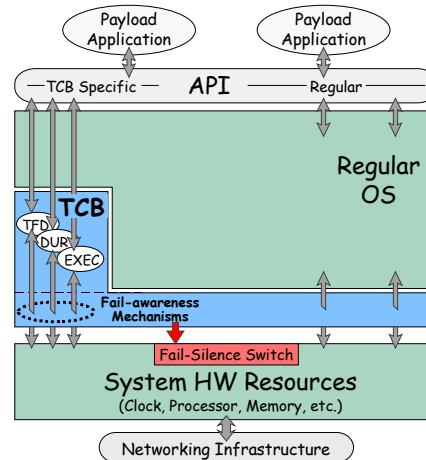 Payload
Application
Payload
Application
TCB Specific
API
Regular
Regular
OS
TCB
TFD
DUR
EXEC
Fail-awareness
Mechanisms
Fail-Silence Switch
System HW Resources
(Clock, Processor, Memory, etc.)
Networking Infrastructure